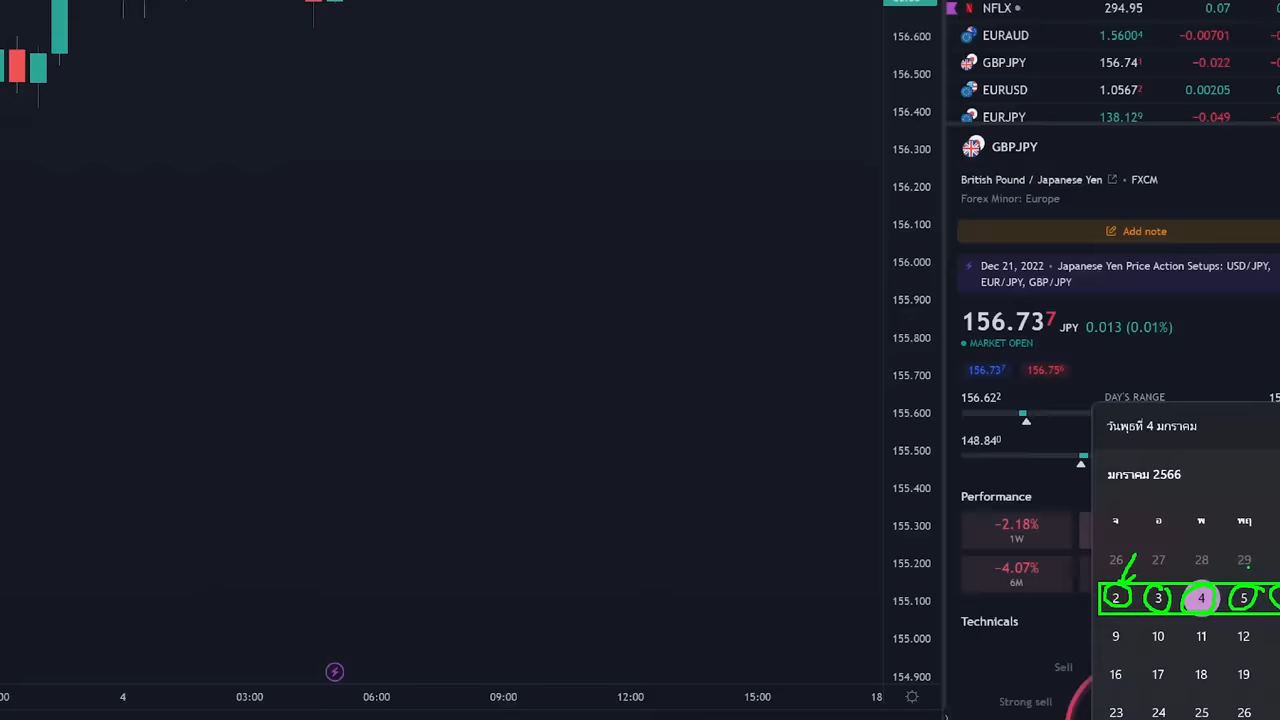 NFLX 294.95 0.07
156.600
EURAUD 1.56004 −0.00701
156.500
GBPJPY 156.741 −0.022
EURUSD 1.05672 0.00205
156.400
EURJPY 138.129 −0.049
156.300
GBPJPY
156.200
British Pound / Japanese Yen • FXCM
Forex Minor: Europe
156.100
Add note
156.000
Dec 21, 2022 • Japanese Yen Price Action Setups: USD/JPY,
EUR/JPY, GBP/JPY
155.900
156.737 JPY 0.013 (0.01%)
155.800
MARKET OPEN
155.700
156.737 156.756
156.622 DAY'S RANGE
155.600
วันพุธที่ 4 มกราคม
148.840
155.500
มกราคม 2566
155.400
Performance
155.300
−2.18%
1W
จ อ พ พฤ
155.200
−4.07%
6M
26 27 28 29
155.100
2 3 4 5
Technicals
155.000
9 10 11 12
Sell
154.900
16 17 18 19
Strong sell
00 4 03:00 06:00 09:00 12:00 15:00 18
23 24 25 26